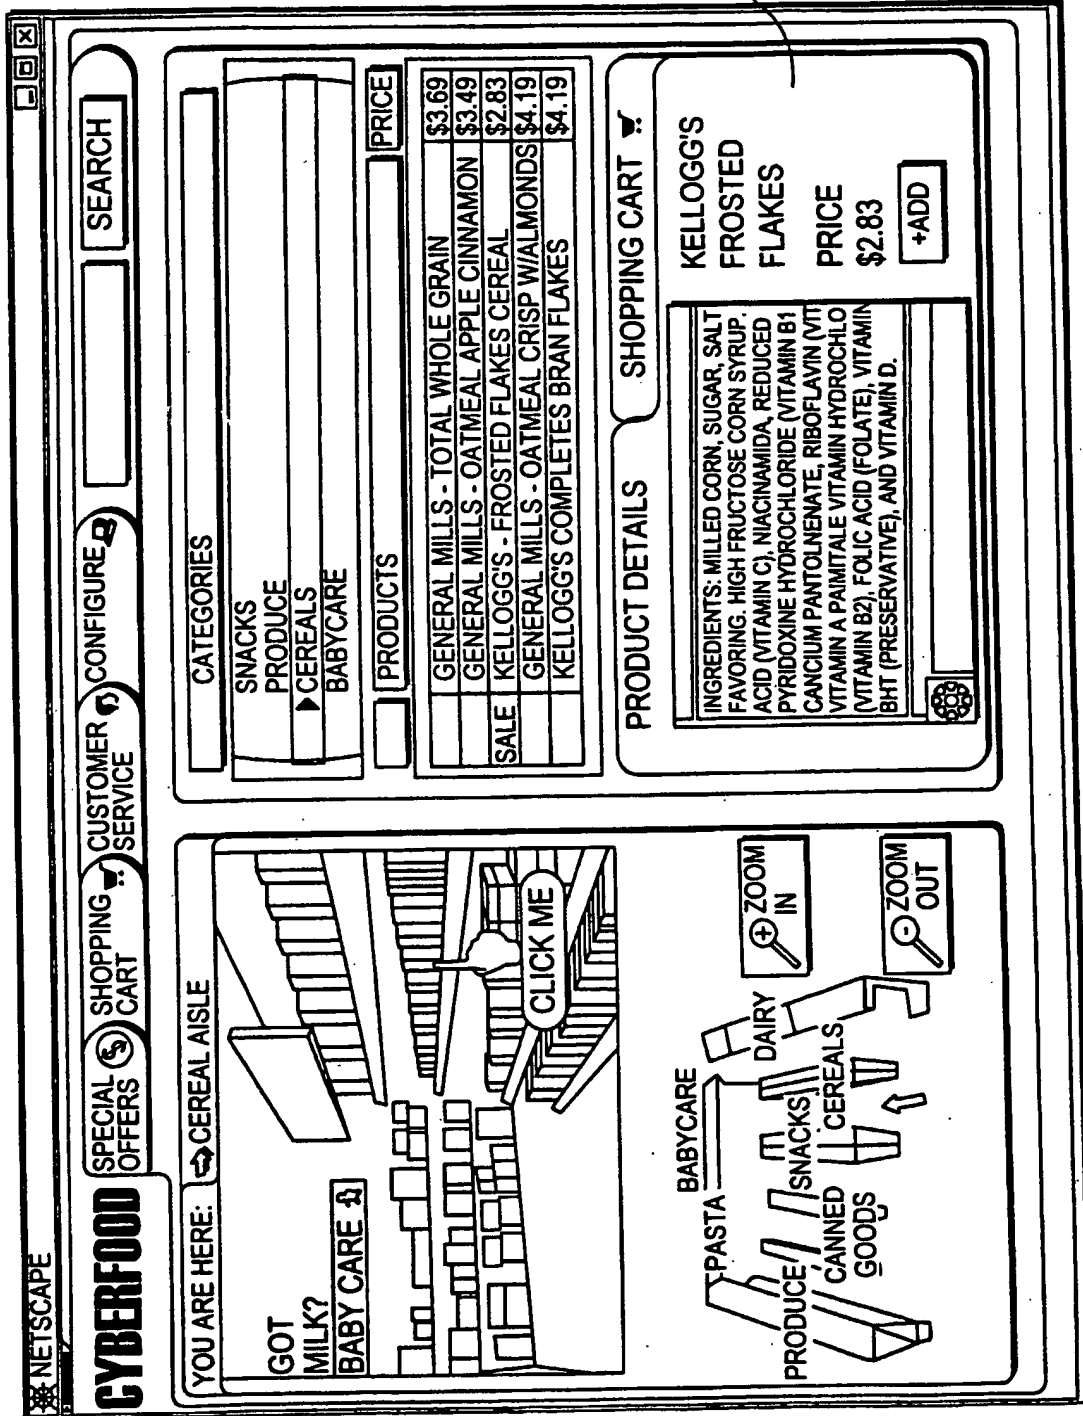 NETSCAPE
CYBERFOOD
SPECIAL
OFFERS
SHOPPING
CART
CUSTOMER
SERVICE
CONFIGURE
SEARCH
YOU ARE HERE: CEREAL AISLE
GOT
MILK?
BABY CARE
CLICK ME
BABYCARE
PASTA
DAIRY
PRODUCE
SNACKS
CEREALS
CANNED
GOODS
ZOOM
IN
ZOOM
OUT
CATEGORIES
SNACKS
PRODUCE
CEREALS
BABYCARE
PRODUCTS PRICE
GENERAL MILLS - TOTAL WHOLE GRAIN $3.69
GENERAL MILLS - OATMEAL APPLE CINNAMON $3.49
SALE KELLOGG'S - FROSTED FLAKES CEREAL $2.83
GENERAL MILLS - OATMEAL CRISP W/ALMONDS $4.19
KELLOGG'S COMPLETES BRAN FLAKES $4.19
PRODUCT DETAILS
SHOPPING CART
INGREDIENTS: MILLED CORN, SUGAR, SALT
FAVORING. HIGH FRUCTOSE CORN SYRUP.
ACID (VITAMIN C), NIACINAMIDA, REDUCED
PYRIDOXINE HYDROCHLORIDE (VITAMIN B1
CANCIUM PANTOLNENATE, RIBOFLAVIN (VIT
VITAMIN A PAIMITALE VITAMIN HYDROCHLO
(VITAMIN B2), FOLIC ACID (FOLATE), VITAMIN
BHT (PRESERVATIVE), AND VITAMIN D.
KELLOGG'S
FROSTED
FLAKES
PRICE
$2.83
+ADD